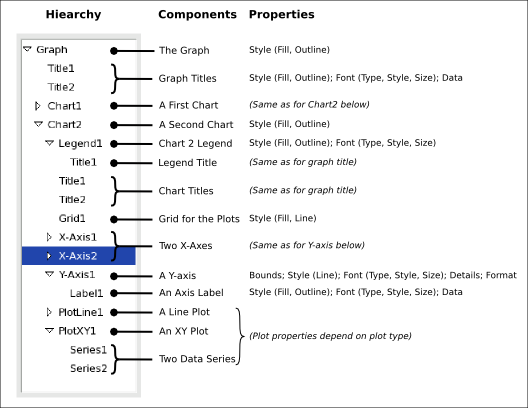 Hiearchy Components Properties
Graph The Graph Style (Fill, Outline)
Title1
Graph Titles Style (Fill, Outline); Font (Type, Style, Size); Data
Title2
Chart1 A First Chart (Same as for Chart2 below)
Chart2 A Second Chart Style (Fill, Outline)
Legend1 Chart 2 Legend Style (Fill, Outline); Font (Type, Style, Size)
Title1 Legend Title (Same as for graph title)
Title1
Chart Titles (Same as for graph title)
Title2
Grid1 Grid for the Plots Style (Fill, Line)
X-Axis1
Two X-Axes (Same as for Y-axis below)
X-Axis2
Y-Axis1 A Y-axis Bounds; Style (Line); Font (Type, Style, Size); Details; Format
Label1 An Axis Label Style (Fill, Outline); Font (Type, Style, Size); Data
PlotLine1 A Line Plot
PlotXY1 An XY Plot (Plot properties depend on plot type)
Series1
Two Data Series
Series2